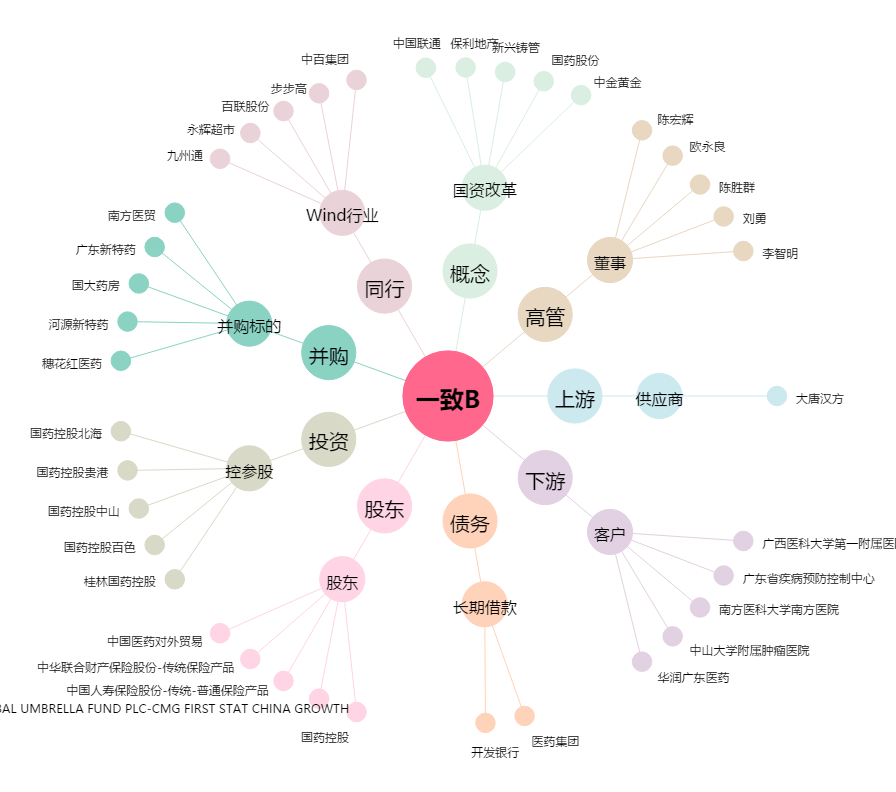 中国联通
保利地产
新兴铸管
国药股份
中金黄金
中百集团
步步高
百联股份
永辉超市
九州通
Wind行业
同行
国资改革
概念
陈宏辉
欧永良
陈胜群
刘勇
李智明
董事
高管
南方医贸
广东新特药
国大药房
河源新特药
穗花红医药
并购标的
并购
一致B
上游
供应商
大唐汉方
国药控股北海
国药控股贵港
国药控股中山
国药控股百色
桂林国药控股
控参股
投资
下游
客户
广西医科大学第一附属医
广东省疾病预防控制中心
南方医科大学南方医院
中山大学附属肿瘤医院
华润广东医药
股东
股东
中国医药对外贸易
中华联合财产保险股份-传统保险产品
中国人寿保险股份-传统-普通保险产品
BAL UMBRELLA FUND PLC-CMG FIRST STAT CHINA GROWTH
国药控股
债务
长期借款
开发银行
医药集团